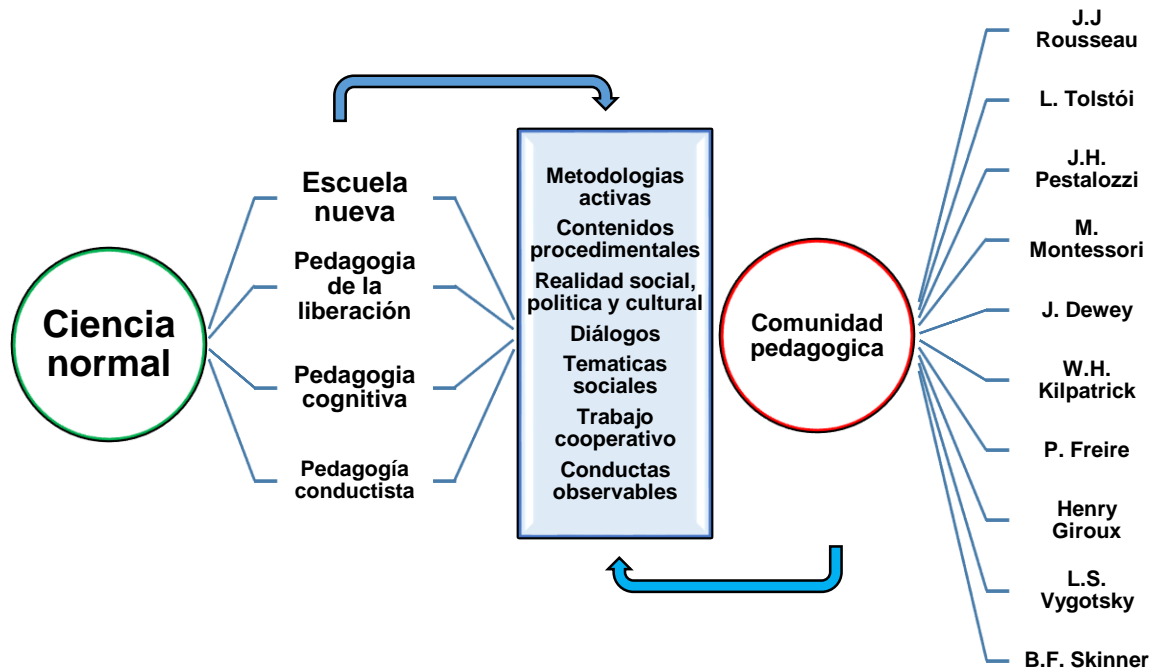 Ciencia
normal
Escuela
nueva
Pedagogia
de la
liberación
Pedagogia
cognitiva
Pedagogía
conductista
Metodologias
activas
Contenidos
procedimentales
Realidad social,
politica y cultural
Diálogos
Tematicas
sociales
Trabajo
cooperativo
Conductas
observables
Comunidad
pedagogica
J.J
Rousseau
L. Tolstói
J.H.
Pestalozzi
M.
Montessori
J. Dewey
W.H.
Kilpatrick
P. Freire
Henry
Giroux
L.S.
Vygotsky
B.F. Skinner